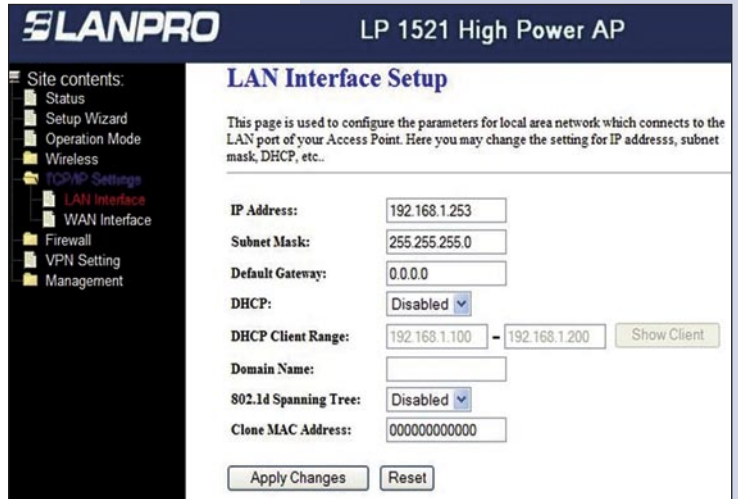 LANPRO
LP 1521 High Power AP
Site contents:
Status
Setup Wizard
Operation Mode
Wireless
TCP/IP Settings
LAN Interface
WAN Interface
Firewall
VPN Setting
Management
LAN Interface Setup
This page is used to configure the parameters for local area network which connects to the
LAN port of your Access Point. Here you may change the setting for IP addresss, subnet
mask, DHCP, etc..
IP Address: 192.168.1.253
Subnet Mask: 255.255.255.0
Default Gateway: 0.0.0.0
DHCP: Disabled
DHCP Client Range: 192.168.1.100 - 192.168.1.200 Show Client
Domain Name:
802.1d Spanning Tree: Disabled
Clone MAC Address: 000000000000
Apply Changes Reset